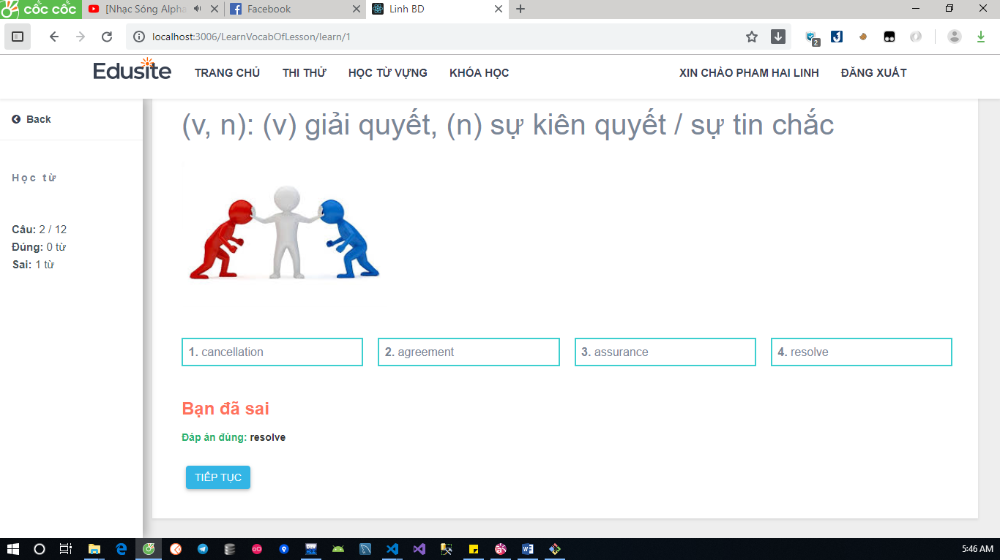 cốc cốc
[Nhạc Sóng Alpha
Facebook
Linh BD
localhost:3006/LearnVocabOfLesson/learn/1
2
Edusite
TRANG CHỦ
THI THỬ
HỌC TỪ VỰNG
KHÓA HỌC
XIN CHÀO PHAM HAI LINH
ĐĂNG XUẤT
Back
Học từ
Câu: 2 / 12
Đúng: 0 từ
Sai: 1 từ
(v, n): (v) giải quyết, (n) sự kiên quyết / sự tin chắc
1. cancellation
2. agreement
3. assurance
4. resolve
Bạn đã sai
Đáp án đúng: resolve
TIẾP TỤC
DEV
5:46 AM